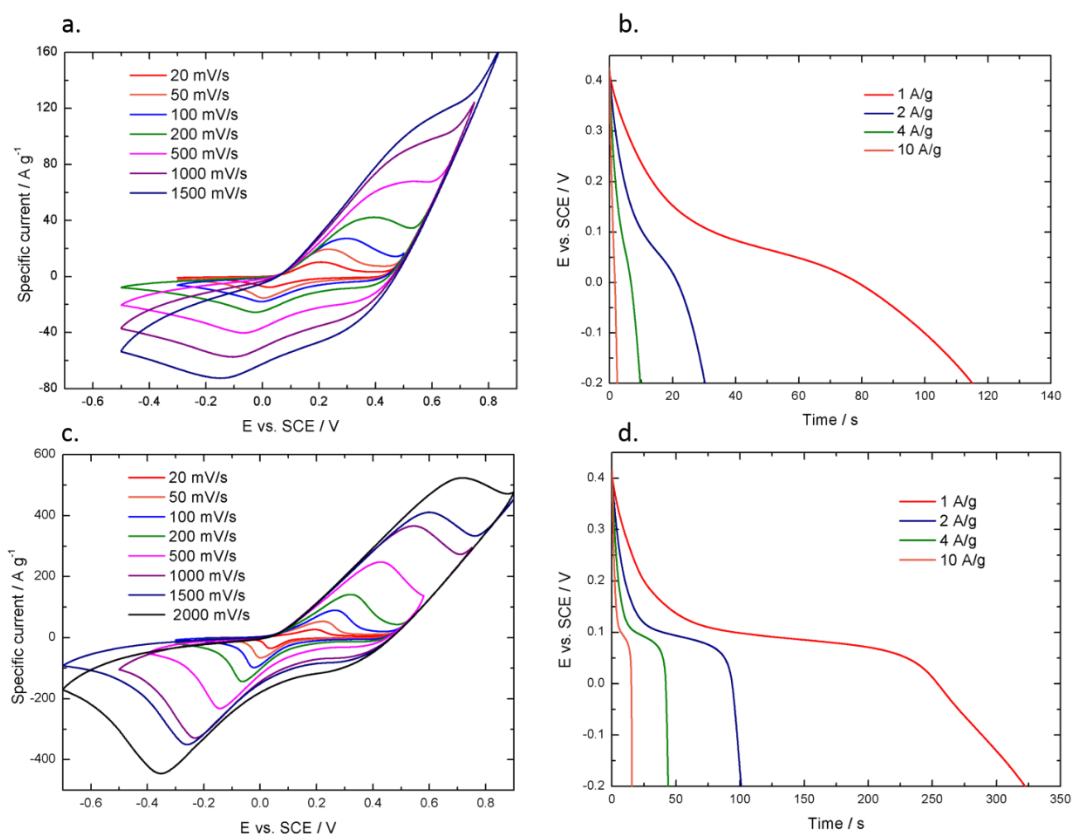 a.
160
120
80
40
0
-40
-80
Specific current / A g-1
20 mV/s
50 mV/s
100 mV/s
200 mV/s
500 mV/s
1000 mV/s
1500 mV/s
-0.6 -0.4 -0.2 0.0 0.2 0.4 0.6 0.8
E vs. SCE / V
b.
0.4
0.3
0.2
0.1
0.0
-0.1
-0.2
E vs. SCE / V
1 A/g
2 A/g
4 A/g
10 A/g
0 20 40 60 80 100 120 140
Time / s
c.
600
400
200
0
-200
-400
Specific current / A g-1
20 mV/s
50 mV/s
100 mV/s
200 mV/s
500 mV/s
1000 mV/s
1500 mV/s
2000 mV/s
-0.6 -0.4 -0.2 0.0 0.2 0.4 0.6 0.8
E vs. SCE / V
d.
0.4
0.3
0.2
0.1
0.0
-0.1
-0.2
E vs. SCE / V
1 A/g
2 A/g
4 A/g
10 A/g
0 50 100 150 200 250 300 350
Time / s